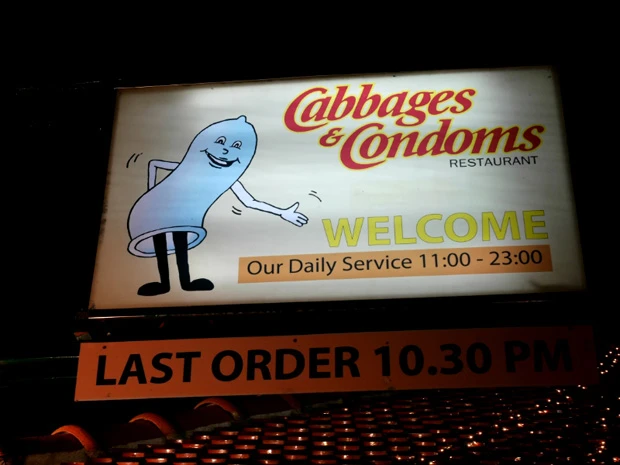 Cabbages
& Condoms
RESTAURANT
WELCOME
Our Daily Service 11:00 - 23:00
LAST ORDER 10.30 PM